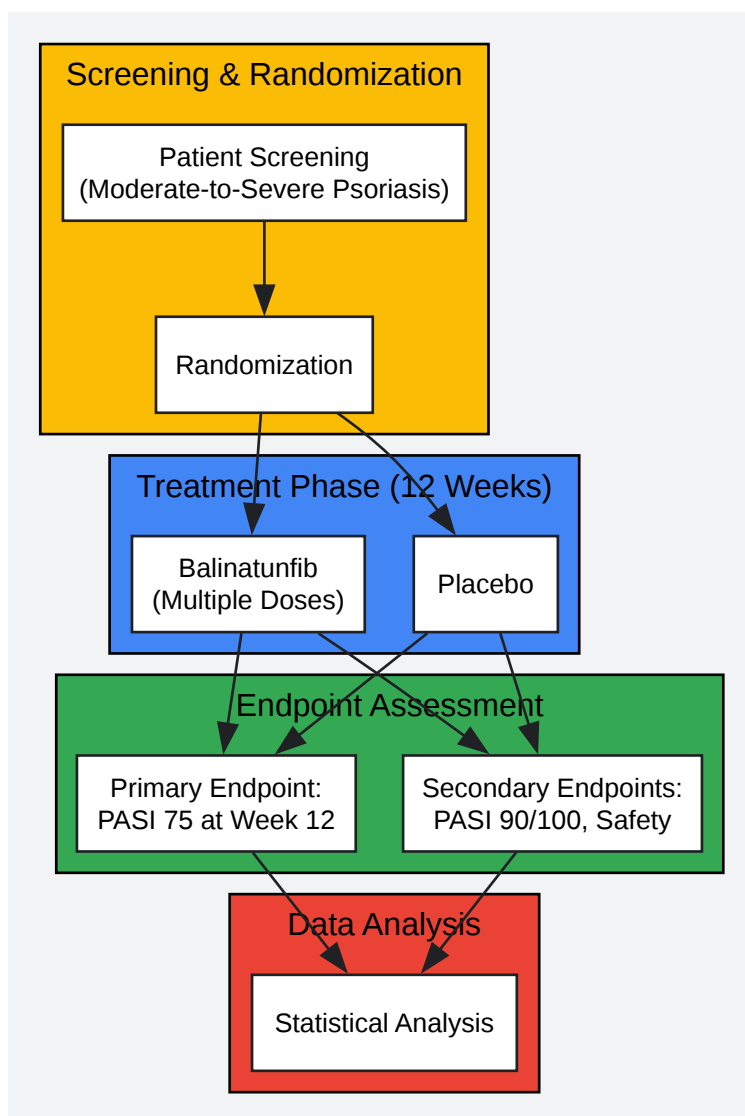 Screening & Randomization
Patient Screening
(Moderate-to-Severe Psoriasis)
Randomization
Treatment Phase (12 Weeks)
Balinatunfib
(Multiple Doses)
Placebo
Endpoint Assessment
Primary Endpoint:
PASI 75 at Week 12
Secondary Endpoints:
PASI 90/100, Safety
Data Analysis
Statistical Analysis